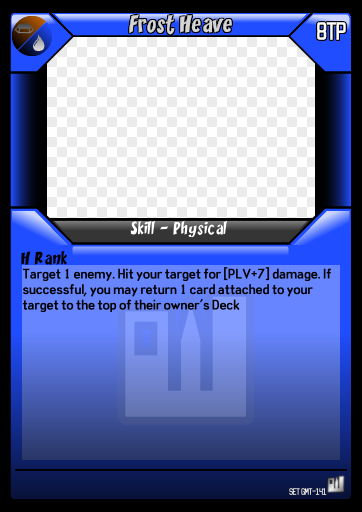 Frost Heave
8TP
Skill - Physical
H Rank
Target 1 enemy. Hit your target for [PLV+7] damage. If
successful, you may return 1 card attached to your
target to the top of their owner's Deck
SET GMT-141